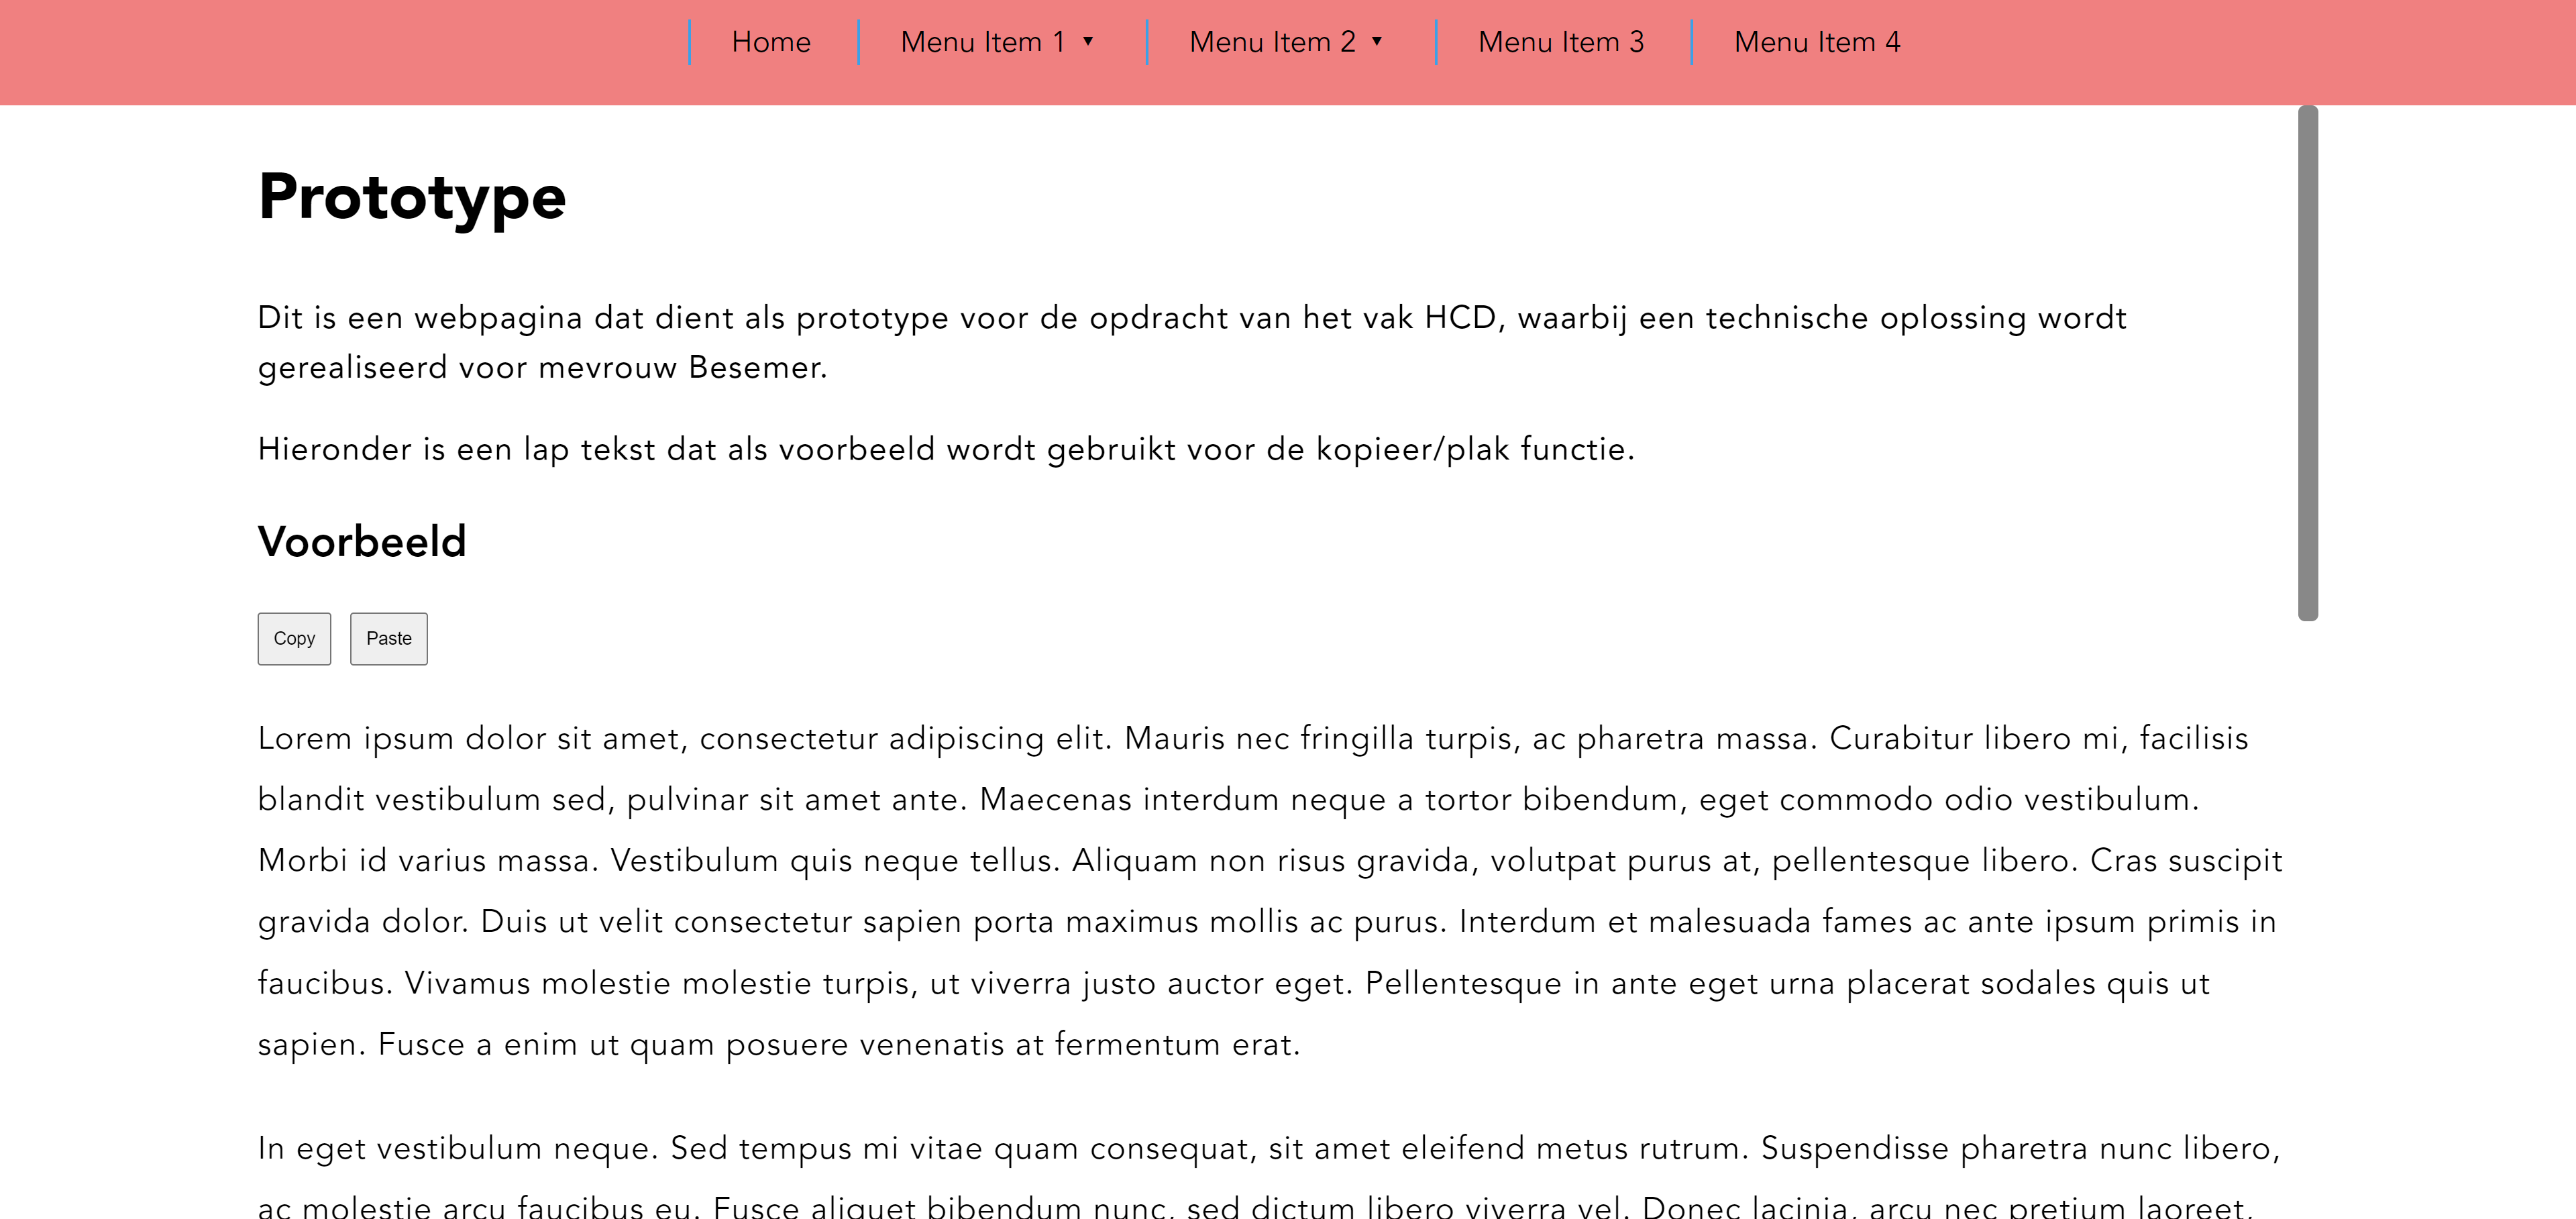 Home Menu Item 1 ▼ Menu Item 2 ▼ Menu Item 3 Menu Item 4
Prototype
Dit is een webpagina dat dient als prototype voor de opdracht van het vak HCD, waarbij een technische oplossing wordt
gerealiseerd voor mevrouw Besemer.
Hieronder is een lap tekst dat als voorbeeld wordt gebruikt voor de kopieer/plak functie.
Voorbeeld
Copy Paste
Lorem ipsum dolor sit amet, consectetur adipiscing elit. Mauris nec fringilla turpis, ac pharetra massa. Curabitur libero mi, facilisis
blandit vestibulum sed, pulvinar sit amet ante. Maecenas interdum neque a tortor bibendum, eget commodo odio vestibulum.
Morbi id varius massa. Vestibulum quis neque tellus. Aliquam non risus gravida, volutpat purus at, pellentesque libero. Cras suscipit
gravida dolor. Duis ut velit consectetur sapien porta maximus mollis ac purus. Interdum et malesuada fames ac ante ipsum primis in
faucibus. Vivamus molestie molestie turpis, ut viverra justo auctor eget. Pellentesque in ante eget urna placerat sodales quis ut
sapien. Fusce a enim ut quam posuere venenatis at fermentum erat.
In eget vestibulum neque. Sed tempus mi vitae quam consequat, sit amet eleifend metus rutrum. Suspendisse pharetra nunc libero,
ac molestie arcu faucibus eu. Fusce aliquet bibendum nunc, sed dictum libero viverra vel. Donec lacinia, arcu nec pretium laoreet,